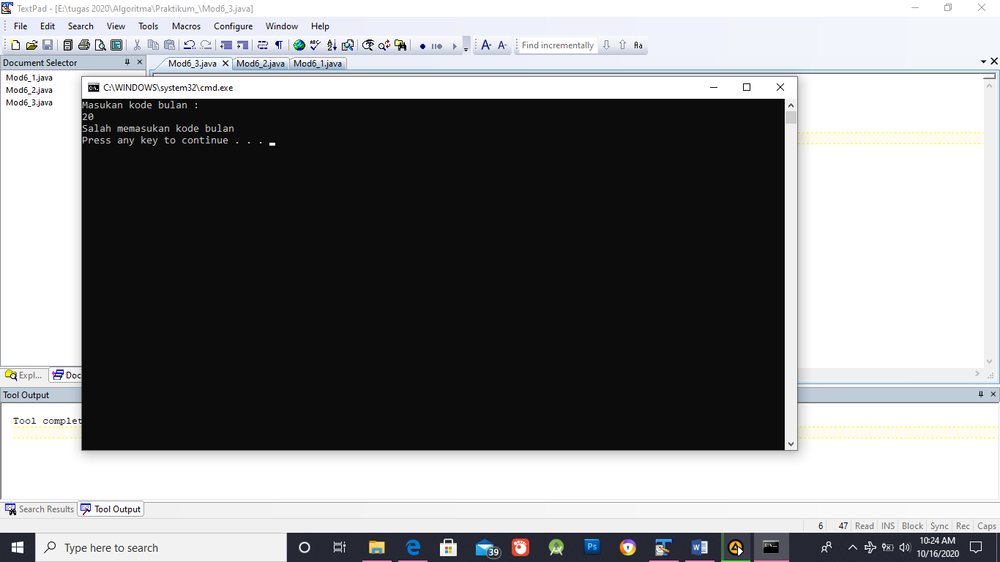 TextPad - [E:\tugas 2020\Algoritma\Praktikum_\Mod6_3.java]
File Edit Search View Tools Macros Configure Window Help
Find incrementally Aa
Document Selector
Mod6_3.java Mod6_2.java Mod6_1.java
Mod6_1.java
Mod6_2.java
Mod6_3.java
C:\WINDOWS\system32\cmd.exe
Masukan kode bulan :
20
Salah memasukan kode bulan
Press any key to continue . . .
Expl... Doc
Tool Output
Tool complet
Search Results Tool Output
6 47 Read INS Block Sync Rec Caps
Type here to search
39
Ps
10:24 AM
10/16/2020